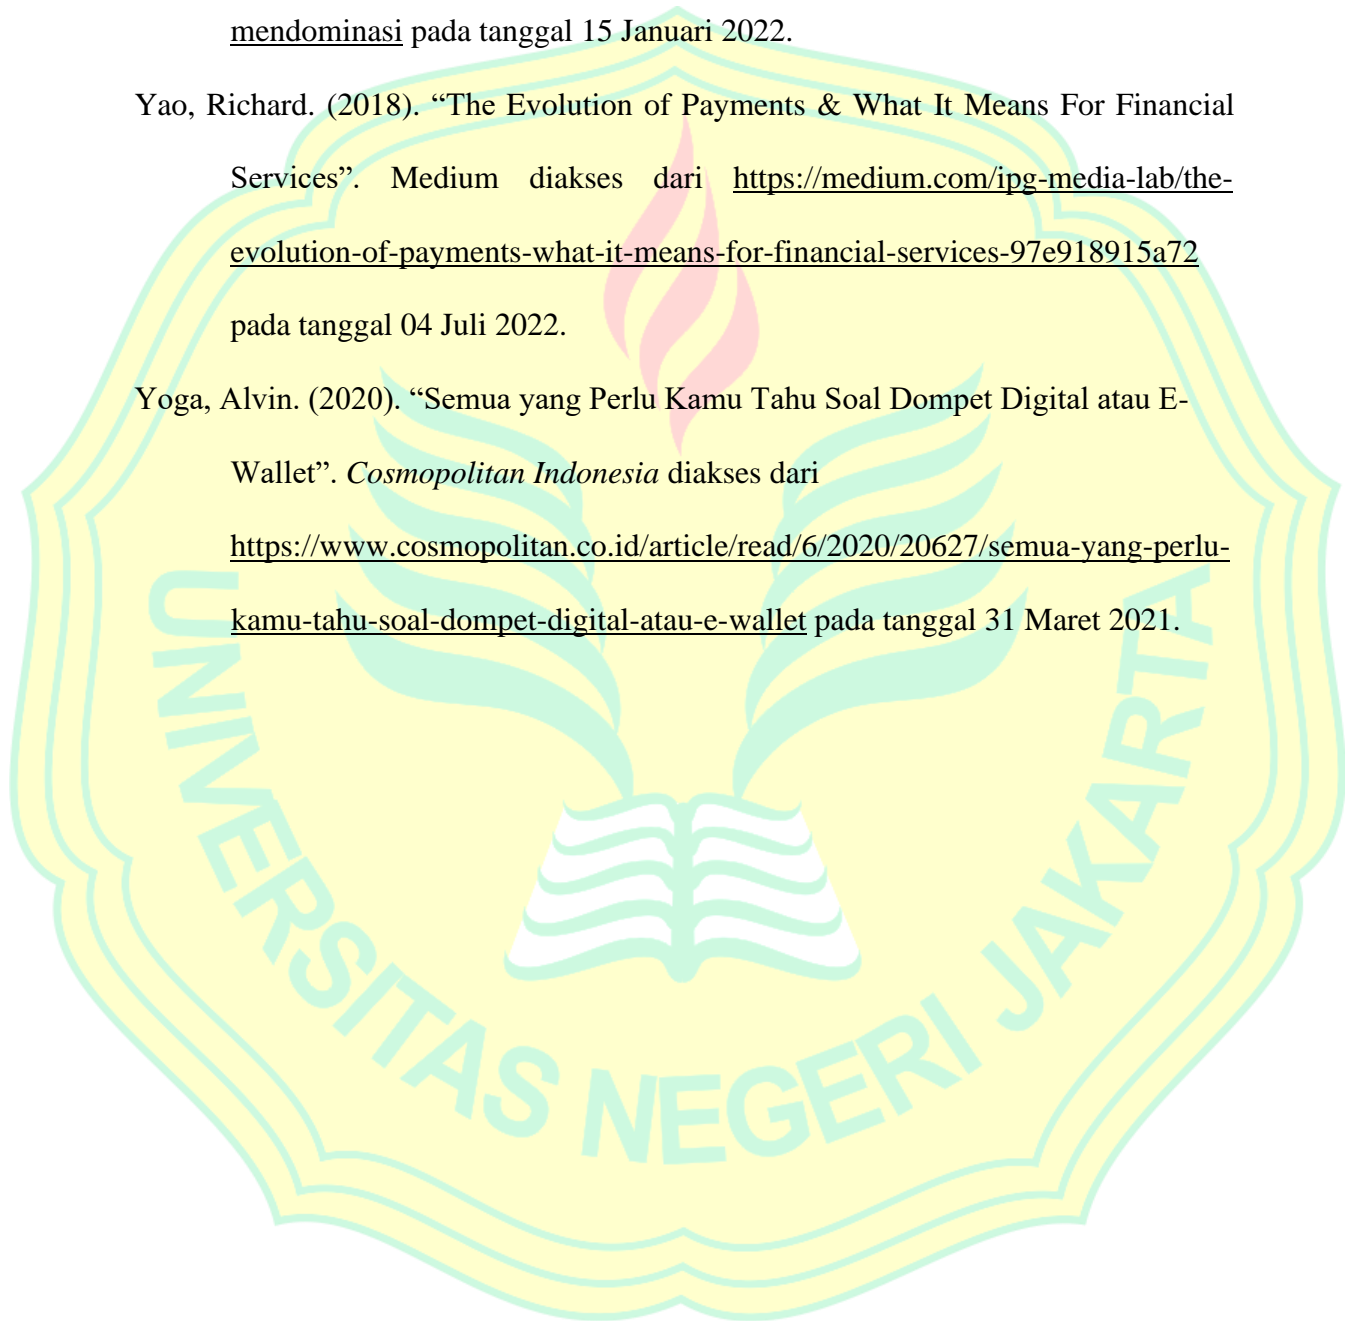 mendominasi pada tanggal 15 Januari 2022.
Yao, Richard. (2018). “The Evolution of Payments & What It Means For Financial
Services”. Medium diakses dari https://medium.com/ipg-media-lab/the-
evolution-of-payments-what-it-means-for-financial-services-97e918915a72
pada tanggal 04 Juli 2022.
Yoga, Alvin. (2020). “Semua yang Perlu Kamu Tahu Soal Dompet Digital atau E-
Wallet”. Cosmopolitan Indonesia diakses dari
https://www.cosmopolitan.co.id/article/read/6/2020/20627/semua-yang-perlu-
kamu-tahu-soal-dompet-digital-atau-e-wallet pada tanggal 31 Maret 2021.
UNIVERSITAS NEGERI JAKARTA